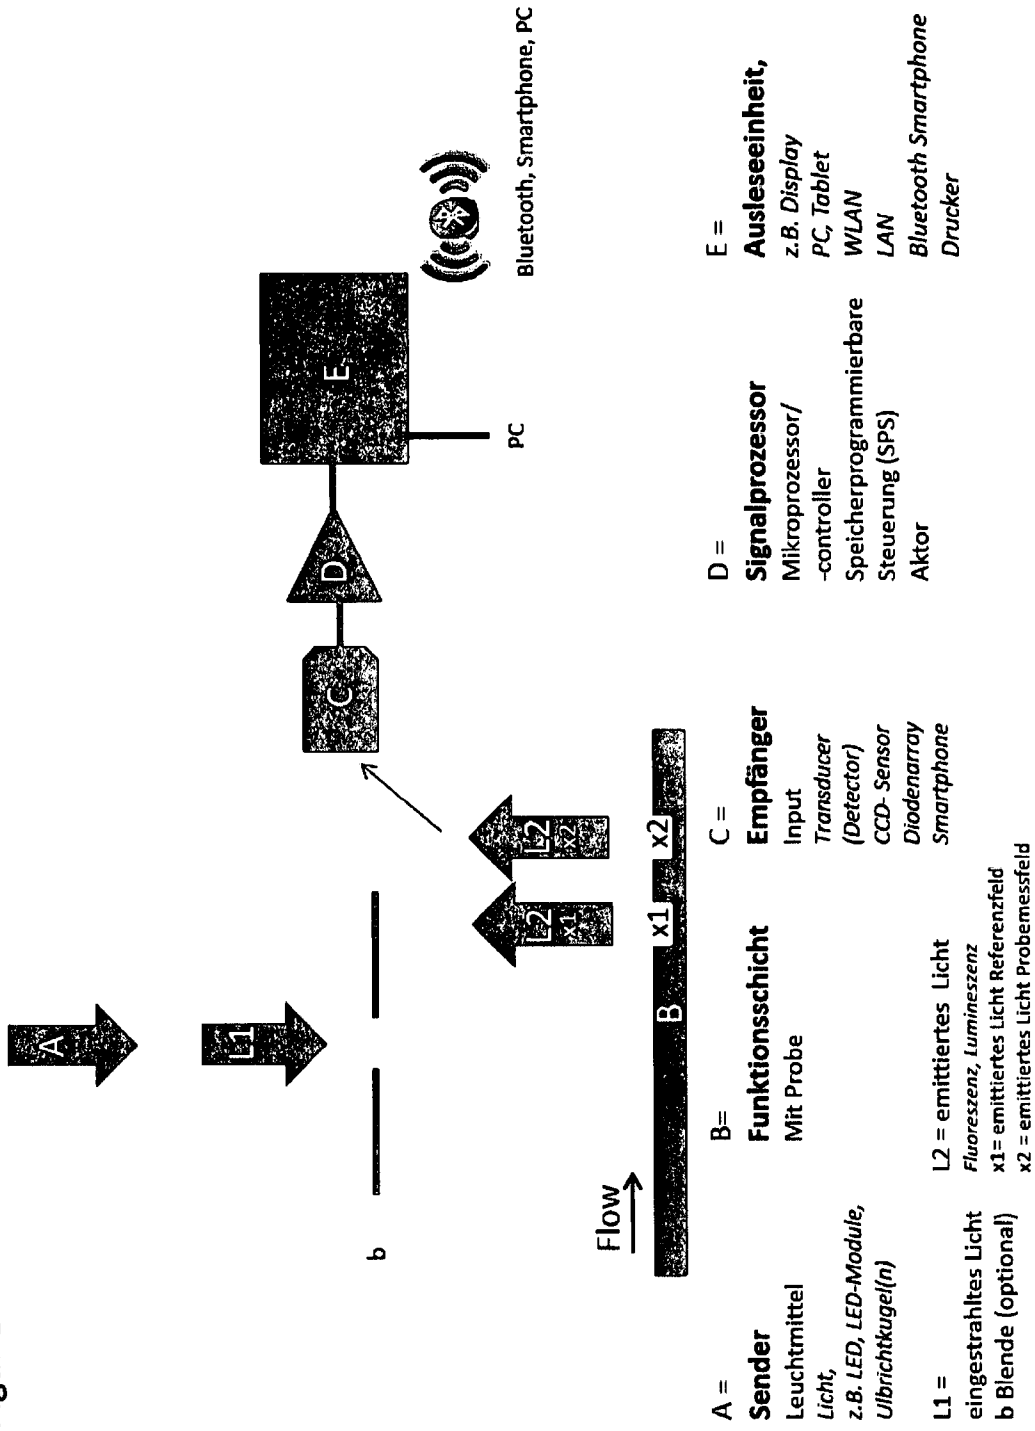 A
L1
b
Flow
B
x1
x2
L2
x1
L2
x2
C
D
E
PC
Bluetooth, Smartphone, PC
A =
Sender
Leuchtmittel
Licht,
z.B. LED, LED-Module,
Ulbrichtkugel(n)
B=
Funktionsschicht
Mit Probe
C =
Empfänger
Input
Transducer
(Detector)
CCD- Sensor
Diodenarray
Smartphone
D =
Signalprozessor
Mikroprozessor/
-controller
Speicherprogrammierbare
Steuerung (SPS)
Aktor
E =
Ausleseeinheit,
z.B. Display
PC, Tablet
WLAN
LAN
Bluetooth Smartphone
Drucker
L1 =
eingestrahltes Licht
b Blende (optional)
L2 = emittiertes Licht
Fluoreszenz, Lumineszenz
x1= emittiertes Licht Referenzfeld
x2 = emittiertes Licht Probemessfeld